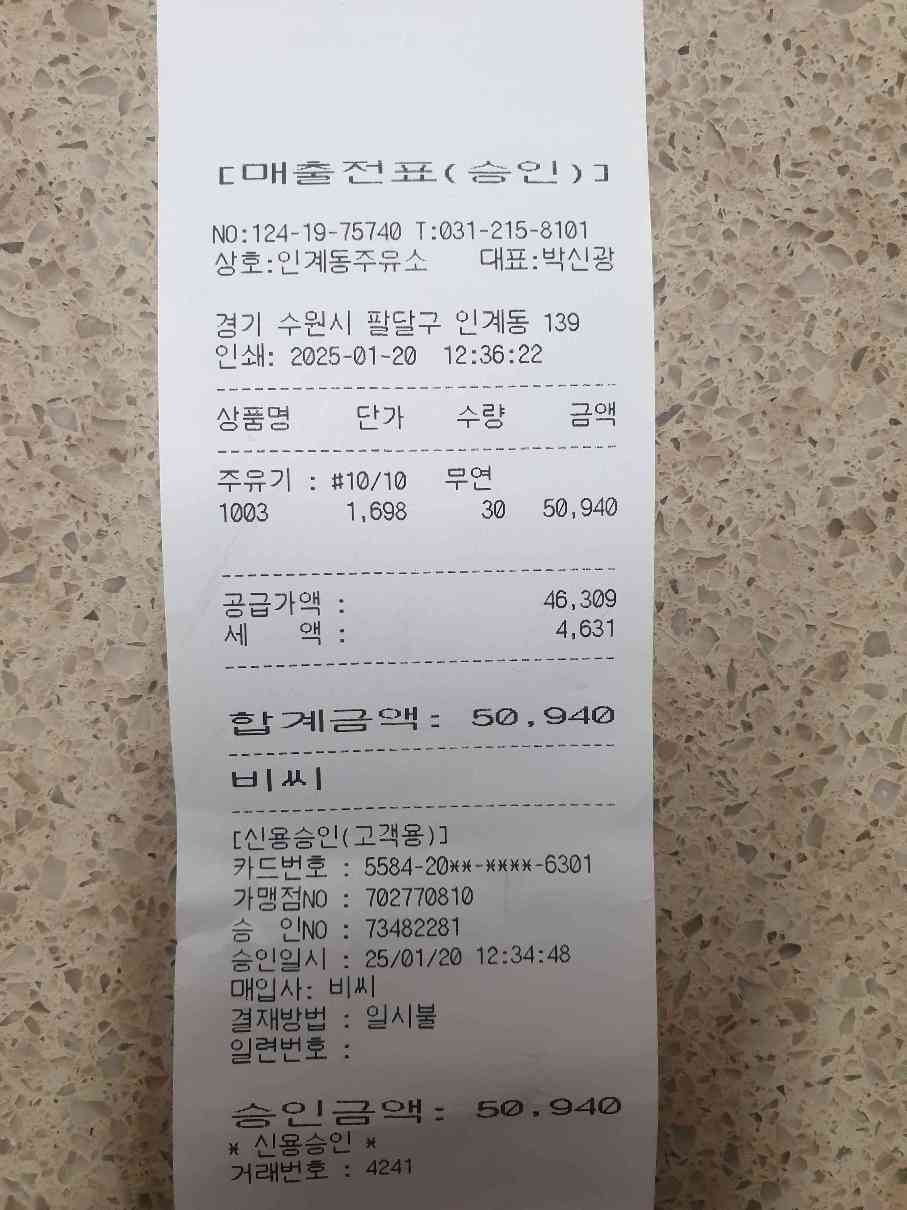 [매출전표(승인)]
NO:124-19-75740 T:031-215-8101
상호:인계동주유소 대표:박신광
경기 수원시 팔달구 인계동 139
인쇄: 2025-01-20 12:36:22
상품명 단가 수량 금액
주유기 : #10/10 무연
1003 1,698 30 50,940
공급가액 : 46,309
세 액 : 4,631
합계금액: 50,940
비씨
[신용승인(고객용)]
카드번호 : 5584-20**-****-6301
가맹점NO : 702770810
승 인NO : 73482281
승인일시 : 25/01/20 12:34:48
매입사: 비씨
결재방법 : 일시불
일련번호 :
승인금액: 50,940
* 신용승인 *
거래번호 : 4241